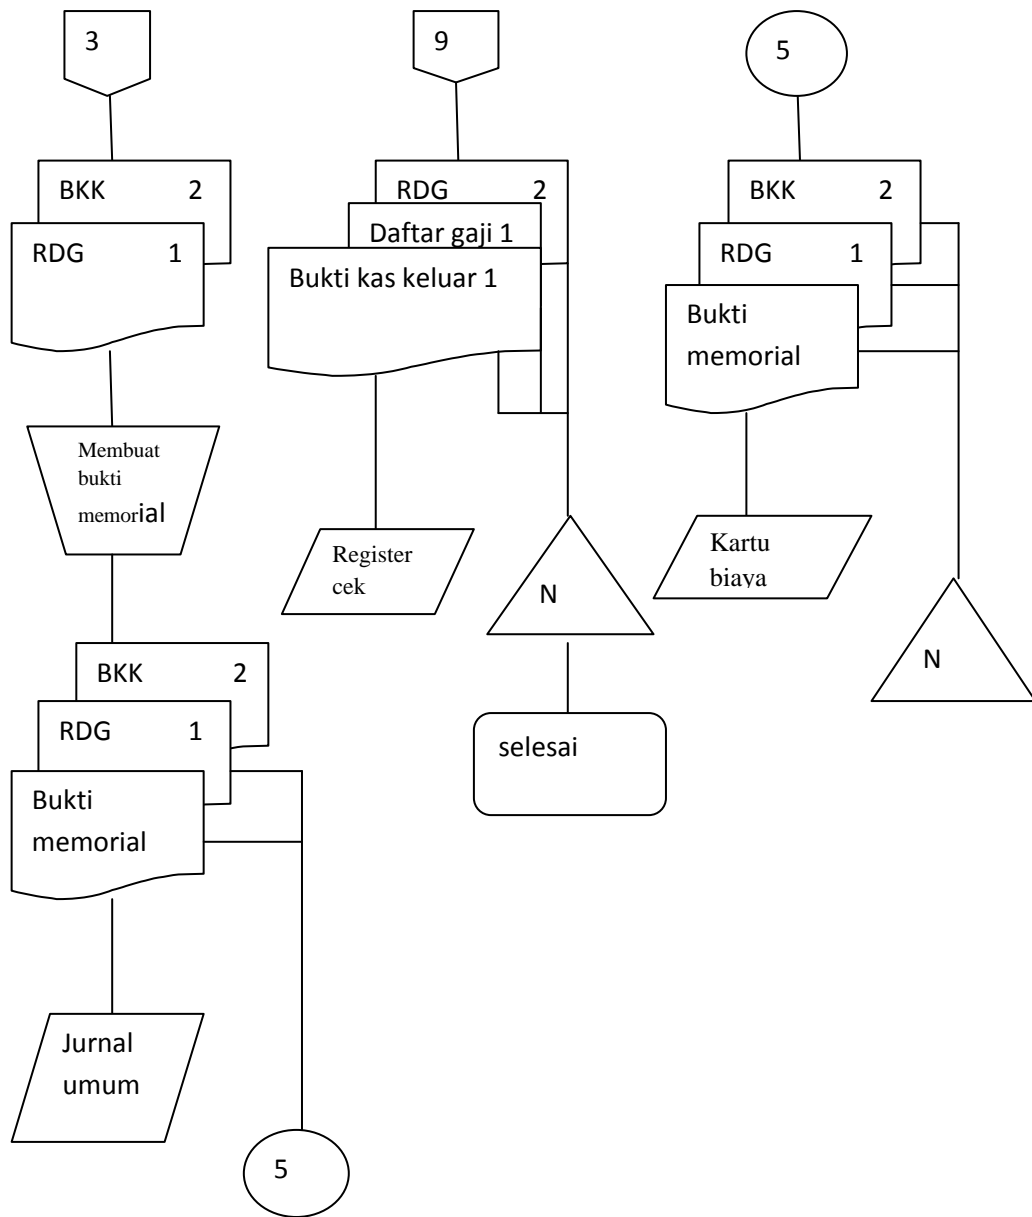 3
BKK 2
RDG 1
Membuat
bukti
memorial
BKK 2
RDG 1
Bukti
memorial
Jurnal
umum
5
9
RDG 2
Daftar gaji 1
Bukti kas keluar 1
Register
cek
N
selesai
5
BKK 2
RDG 1
Bukti
memorial
Kartu
biaya
N